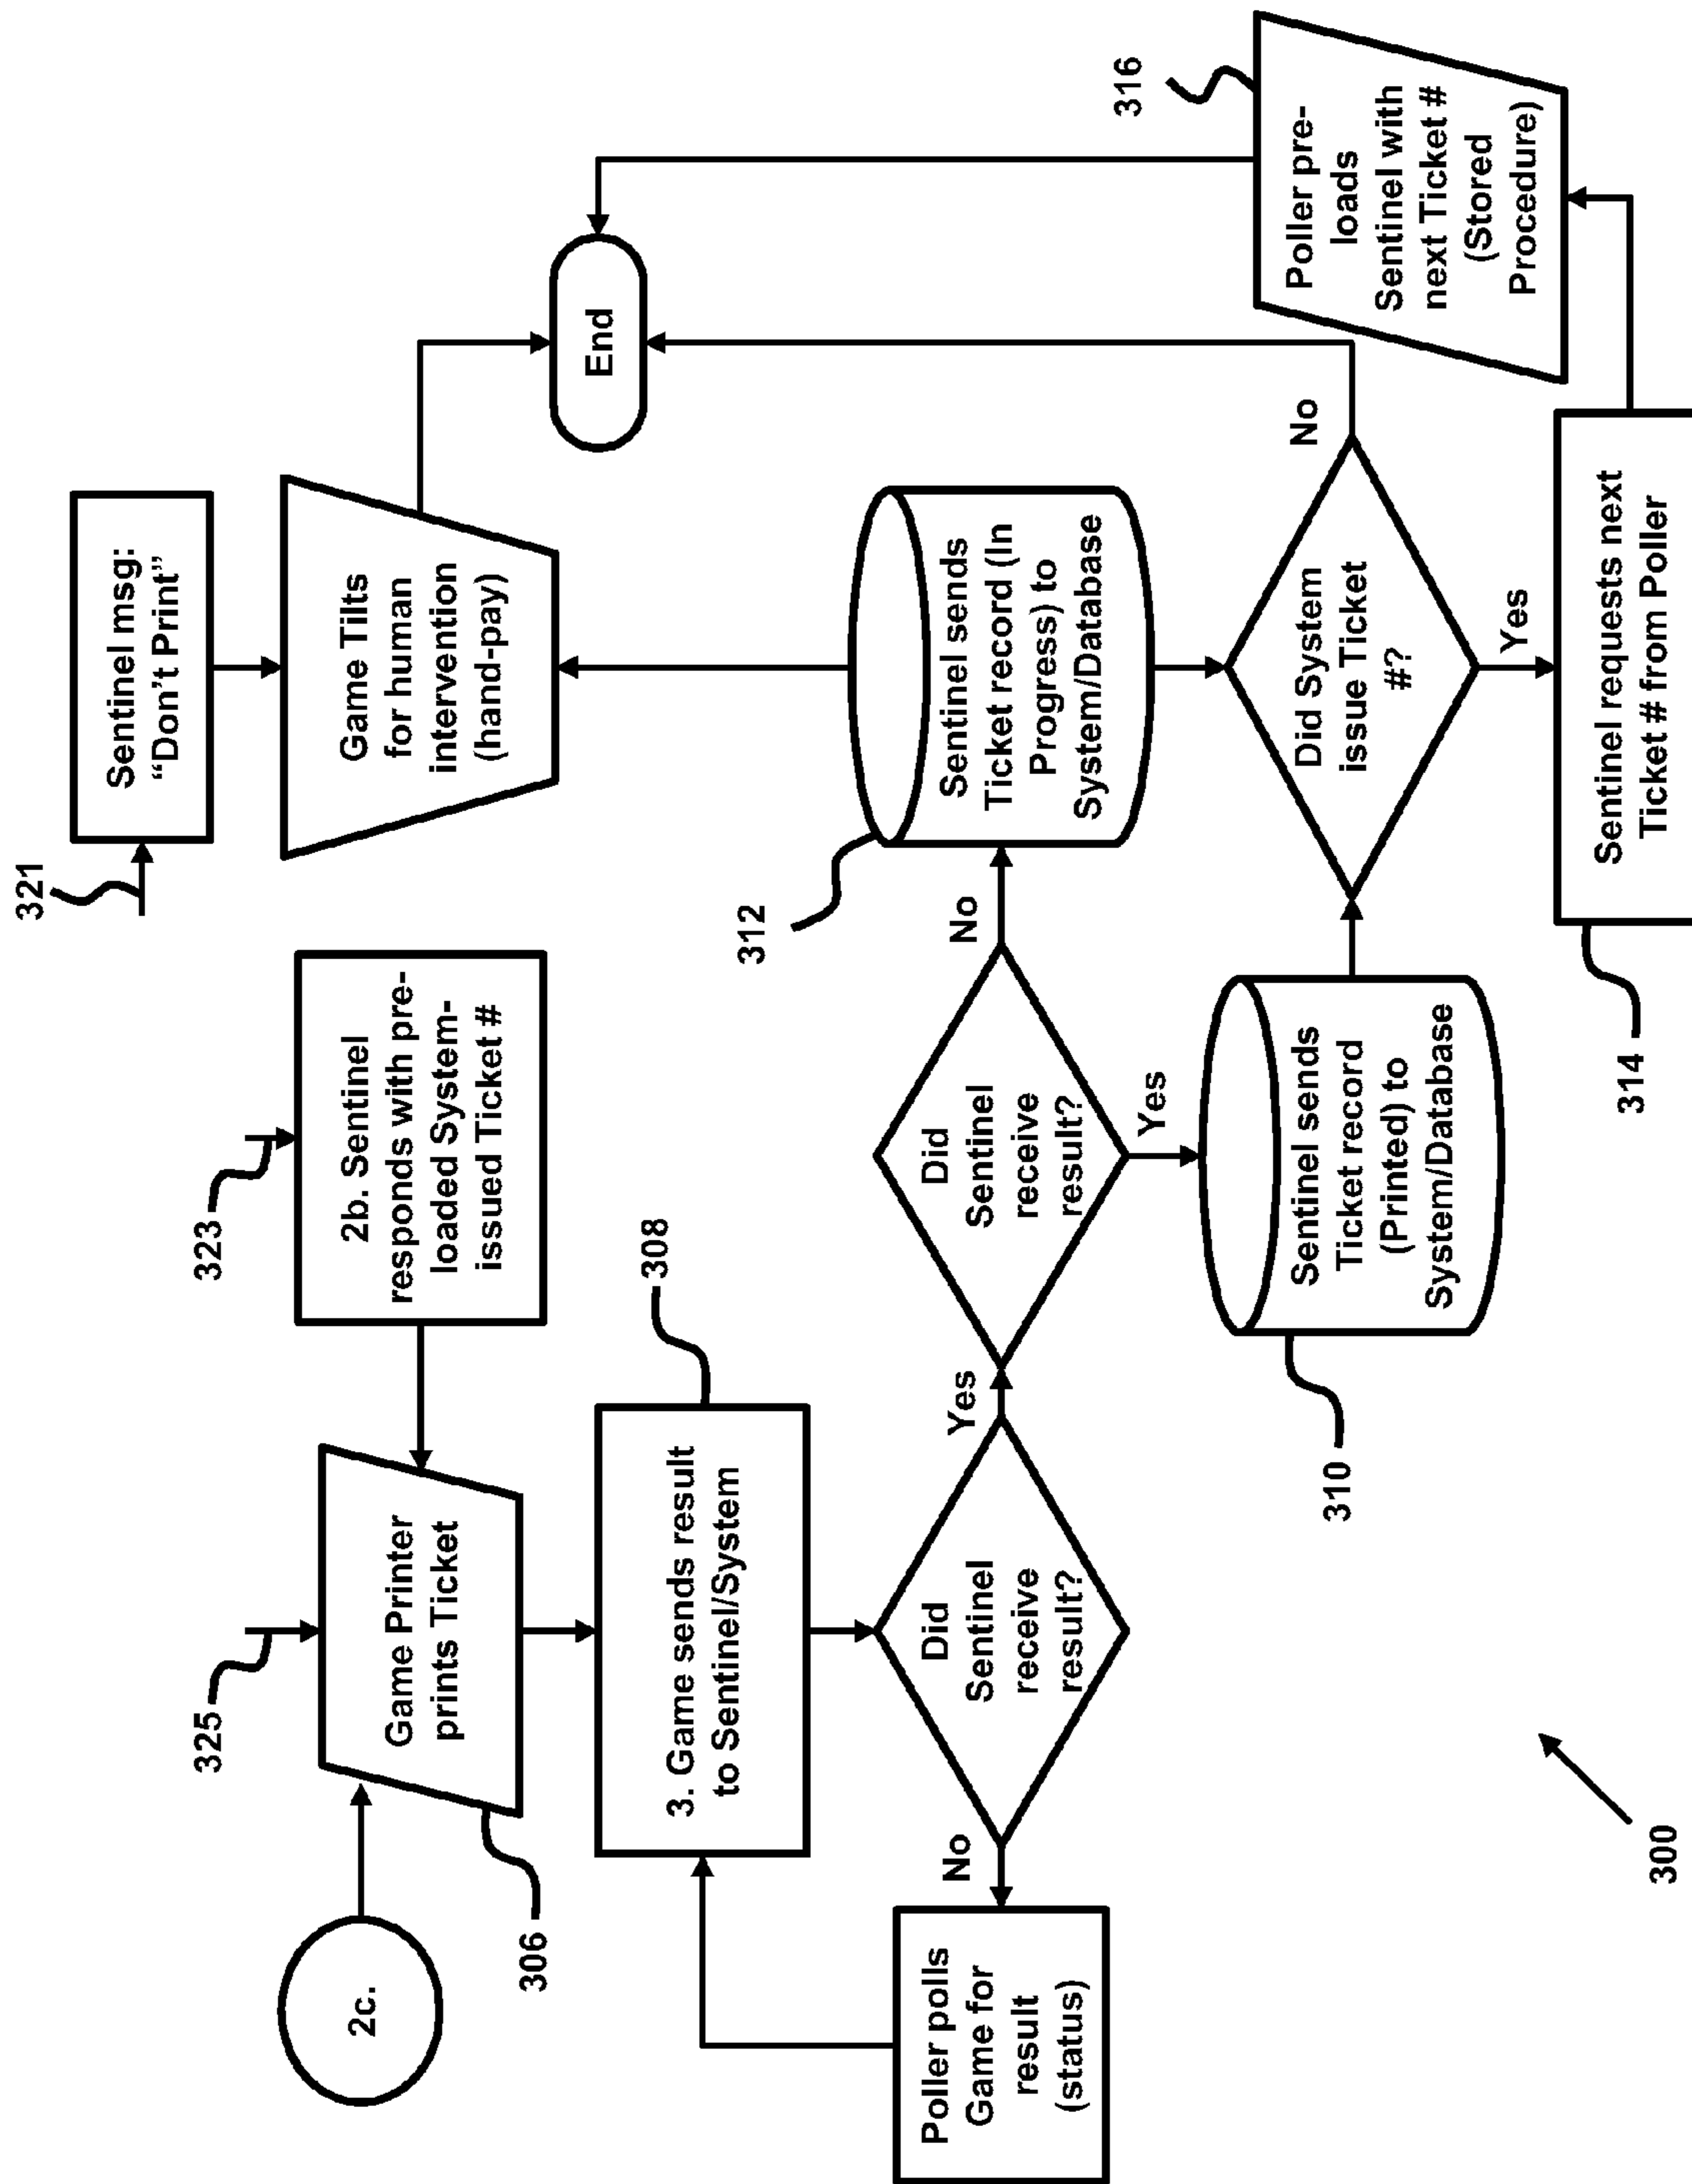 2c.
325
Game Printer
prints Ticket
306
323
2b. Sentinel
responds with pre-
loaded System-
issued Ticket #
321
Sentinel msg:
“Don’t Print”
Game Tilts
for human
intervention
(hand-pay)
End
3. Game sends result
to Sentinel/System
308
Poller polls
Game for
result
(status)
No
Did
Sentinel
receive
result?
Yes
Did
Sentinel
receive
result?
No
Yes
312
Sentinel sends
Ticket record (In
Progress) to
System/Database
310
Sentinel sends
Ticket record
(Printed) to
System/Database
Did System
issue Ticket
#?
No
Yes
314
Sentinel requests next
Ticket # from Poller
316
Poller pre-
loads
Sentinel with
next Ticket #
(Stored
Procedure)
300